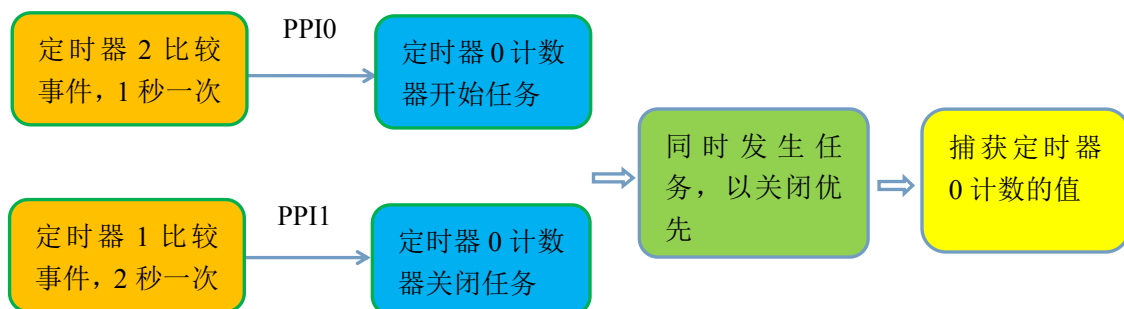 PPI0
定时器 2 比较
事件，1 秒一次
定时器 0 计数
器开始任务
同时发生任
务，以关闭优
先
捕获定时器
0 计数的值
PPI1
定时器 1 比较
事件，2 秒一次
定时器 0 计数
器关闭任务